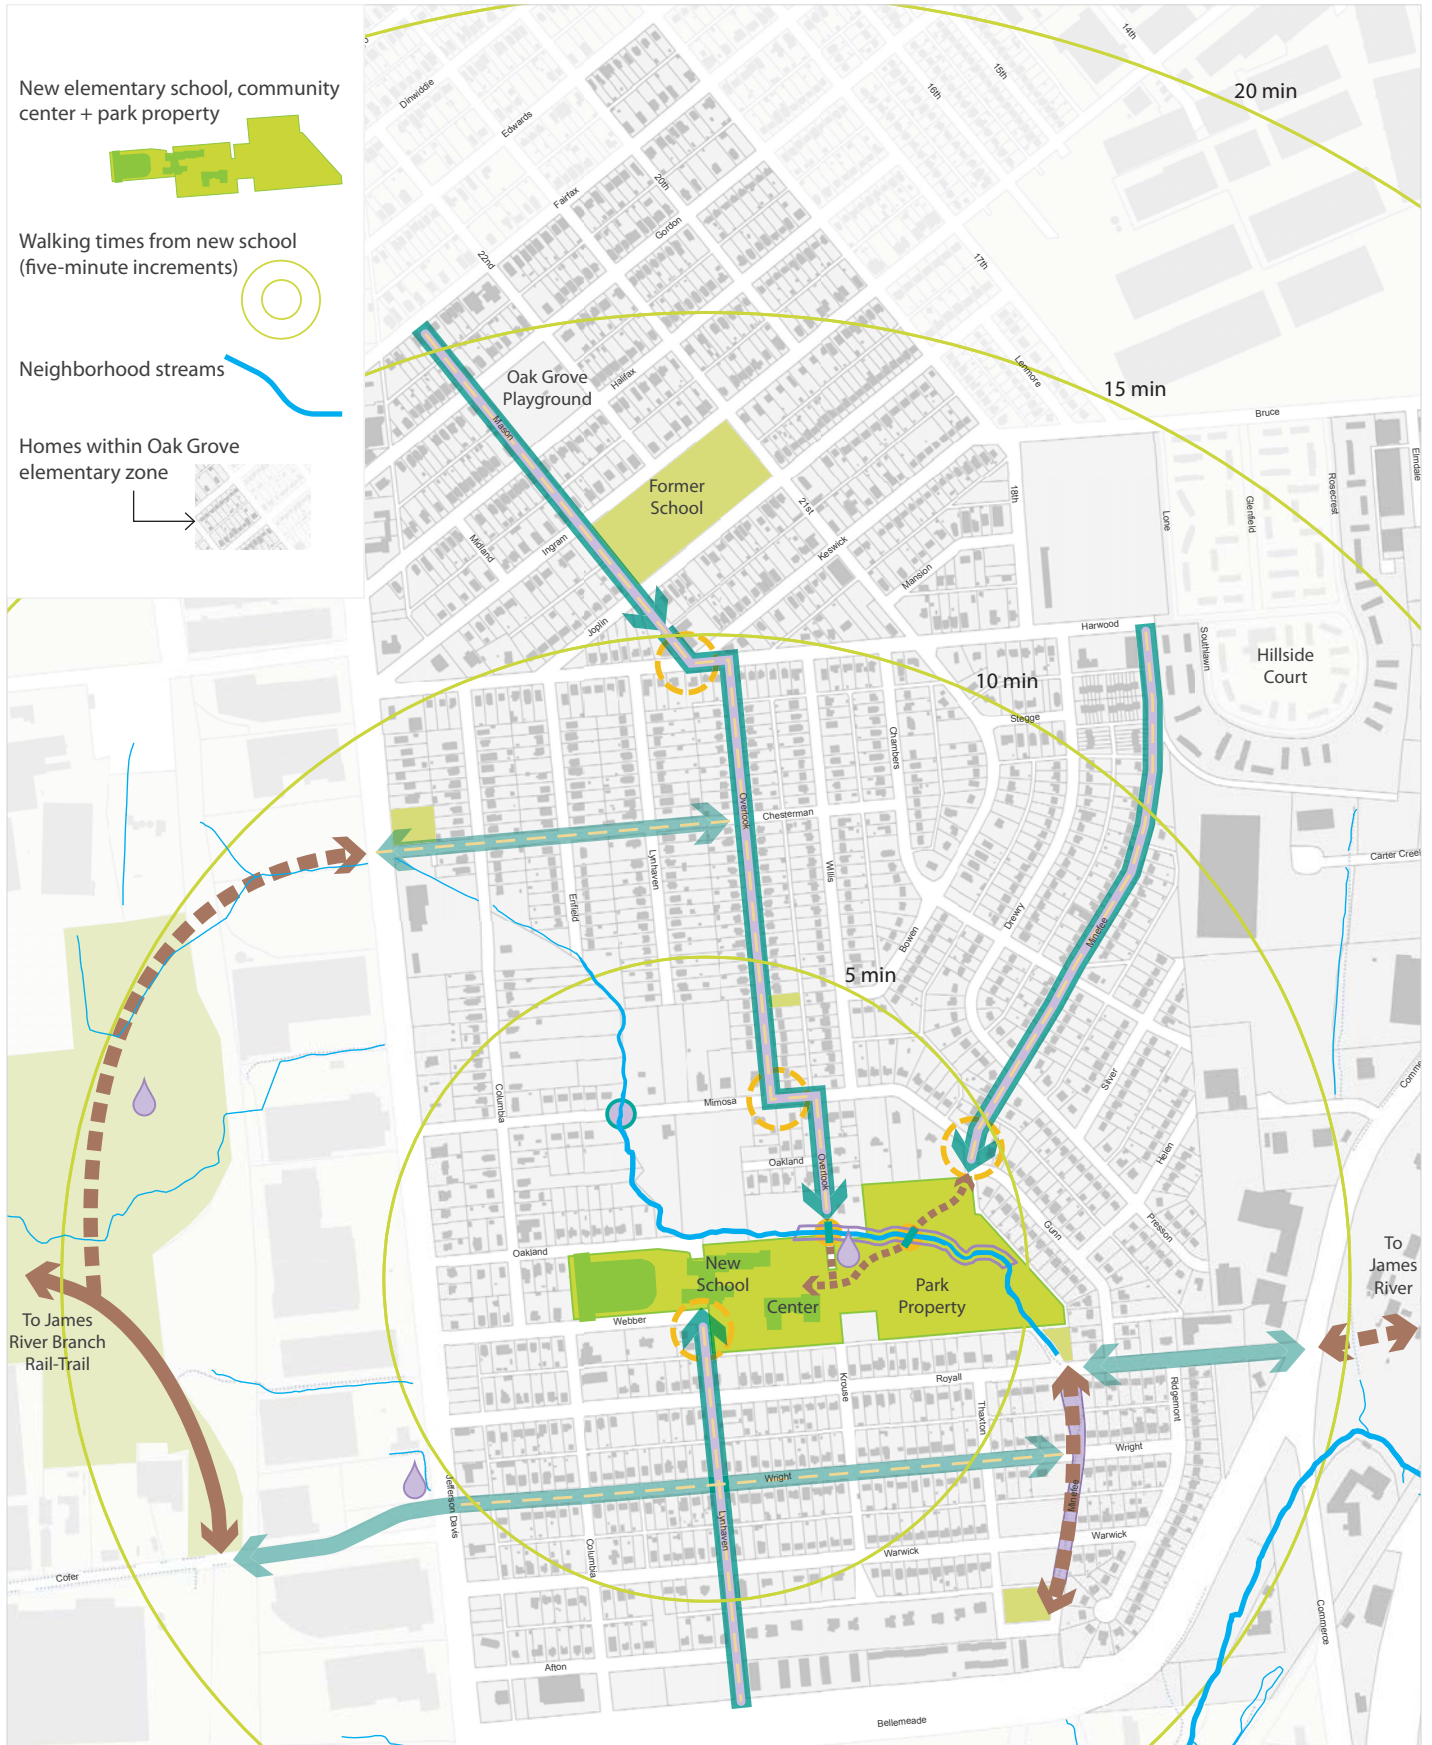 New elementary school, community
center + park property
Walking times from new school
(five-minute increments)
Neighborhood streams
Homes within Oak Grove
elementary zone
14th
20 min
15th
16th
Dinwiddie
Edwards
20th
Fairfax
Gordon
22nd
17th
Lenmore
15 min
Bruce
Oak Grove
Playground
Halifax
Mason
Elmdale
Rosecrest
Glenfield
Lone
18th
Former
School
21st
Midland
Ingram
Keswick
Mansion
Joplin
Harwood
Southlawn
Hillside
Court
10 min
Stegge
Chambers
Overlook
Chesterman
Lynhaven
Willis
Enfield
Carter Creek
Drewry
Bowen
Minefee
5 min
Columbia
Mimosa
Silver
Comme
Oakland
Overlook
Helen
Presson
Gunn
Oakland
New
School
Center
Park
Property
To
James
River
Webber
To James
River Branch
Rail-Trail
Royall
Krouse
Thaxton
Ridgemont
Wright
Wright
Jefferson Davis
Minefee
Lynhaven
Columbia
Warwick
Warwick
Cofer
Commerce
Afton
Bellemeade